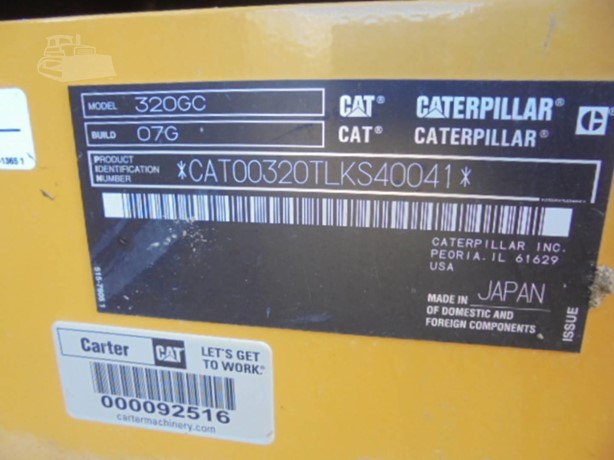 MODEL 320GC
BUILD 07G
CAT CATERPILLAR®
CAT® CATERPILLAR®
PRODUCT IDENTIFICATION NUMBER *CAT00320TLKS40041*
CATERPILLAR INC.
PEORIA. IL 61629
USA
MADE IN JAPAN
OF DOMESTIC AND
FOREIGN COMPONENTS
ISSUE
Carter CAT LET'S GET
TO WORK.
000092516
cartermachinery.com